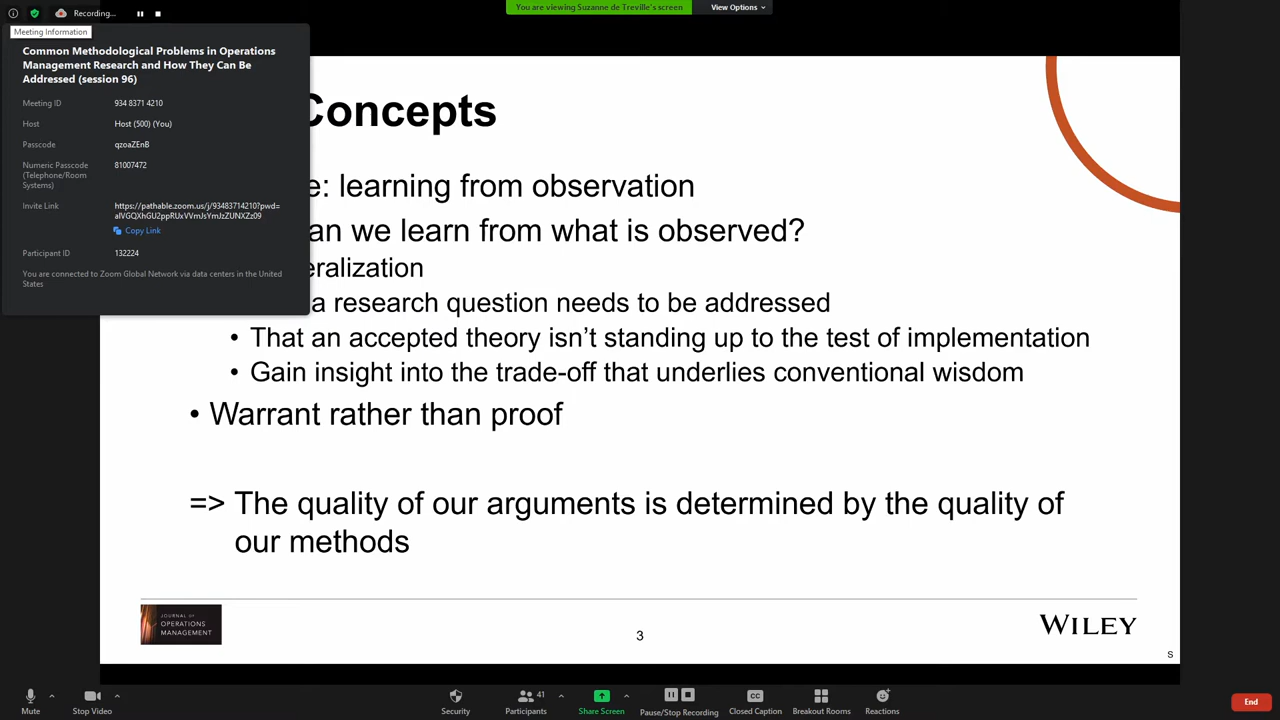 Recording...
You are viewing Suzanne de Treville's screen
View Options
Meeting Information
Common Methodological Problems in Operations
Management Research and How They Can Be
Addressed (session 96)
Meeting ID 934 8371 4210
Host Host (500) (You)
Passcode qzoaZEnB
Numeric Passcode 81007472
(Telephone/Room
Systems)
Invite Link https://pathable.zoom.us/j/93483714210?pwd=
Copy Link
Participant ID 132224
You are connected to Zoom Global Network via data centers in the United
States
Concepts
e: learning from observation
an we learn from what is observed?
eralization
a research question needs to be addressed
• That an accepted theory isn't standing up to the test of implementation
• Gain insight into the trade-off that underlies conventional wisdom
• Warrant rather than proof
=> The quality of our arguments is determined by the quality of
our methods
JOURNAL OF
OPERATIONS
MANAGEMENT
3
WILEY
S
Mute
Stop Video
Security
Participants 41
Share Screen
Pause/Stop Recording
CC
Closed Caption
Breakout Rooms
Reactions
End